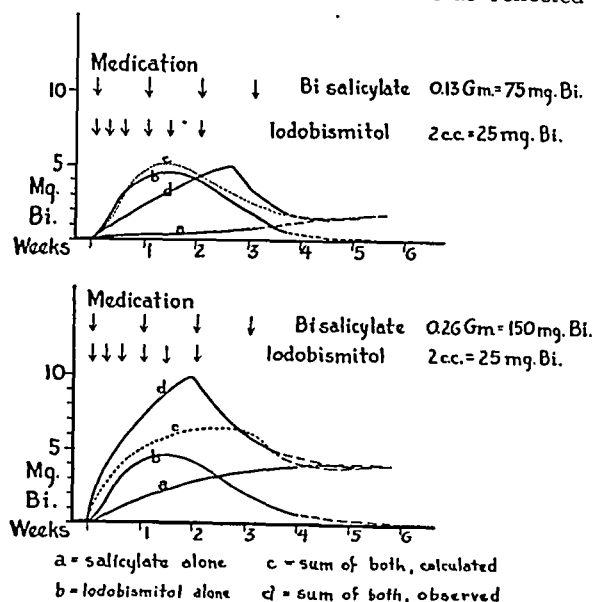 Medication
10 Bi salicylate 0.13 Gm. = 75 mg. Bi.
Iodobismitol 2 c.c. = 25 mg. Bi.
5 c
b
Mg. d
Bi. a
Weeks 1 2 3 4 5 6
Medication
Bi salicylate 0.26 Gm = 150 mg. Bi.
Iodobismitol 2 c.c. = 25 mg. Bi.
10 d
c
5 b
Mg. a
Bi.
Weeks 1 2 3 4 5 6
a = salicylate alone c = sum of both, calculated
b = Iodobismitol alone d = sum of both, observed